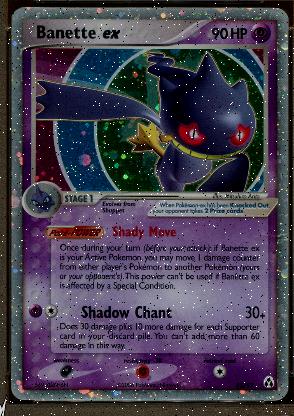 Banette ex 90 HP
STAGE 1
Evolves from
Shuppet
When Pokémon-ex has been Knocked Out
your opponent takes 2 Prize cards
Poké-POWER Shady Move
Once during your turn (before your attack), if Banette ex
is your Active Pokémon, you may move 1 damage counter
from either player's Pokémon to another Pokémon (yours
or your opponent's). This power can't be used if Banette ex
is affected by a Special Condition.
Shadow Chant 30+
Does 30 damage plus 10 more damage for each Supporter
card in your discard pile. You can't add more than 60
damage in this way.
weakness